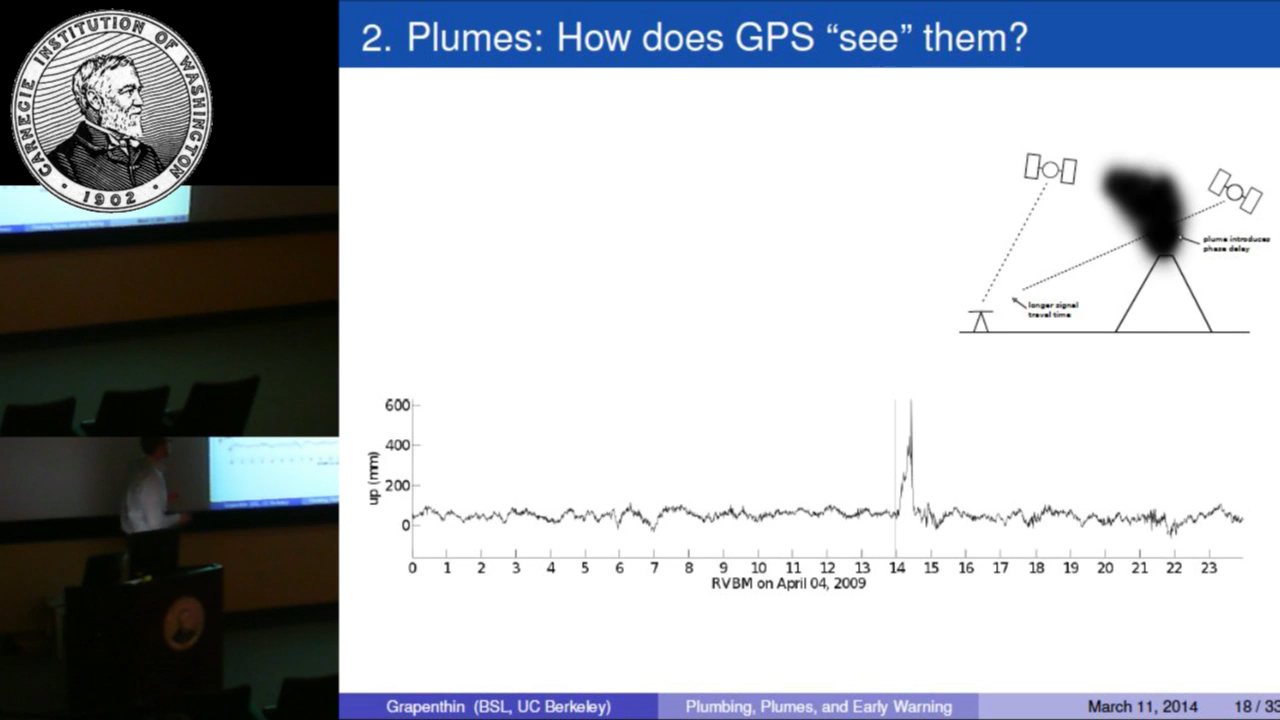 CARNEGIE INSTITUTION OF WASHINGTON
· 1902 ·
2. Plumes: How does GPS “see” them?
plume introduces
phase delay
longer signal
travel time
600
400
200
0
up (mm)
0 1 2 3 4 5 6 7 8 9 10 11 12 13 14 15 16 17 18 19 20 21 22 23
RVBM on April 04, 2009
Grapenthin (BSL, UC Berkeley) Plumbing, Plumes, and Early Warning March 11, 2014 18 / 33